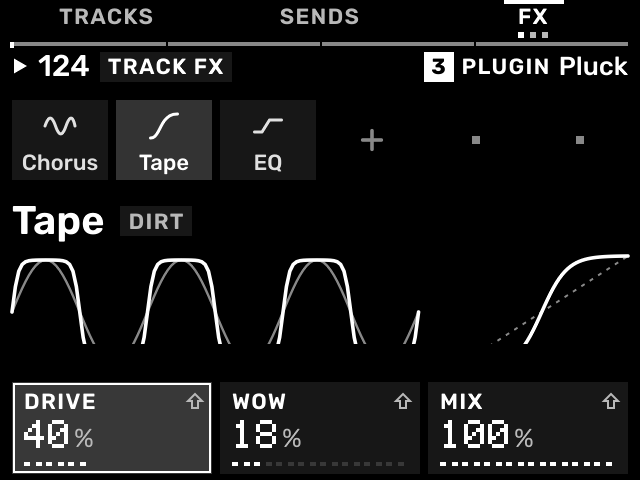 TRACKS SENDS FX
124 TRACK FX 3 PLUGIN Pluck
Chorus Tape EQ
Tape DIRT
DRIVE WOW MIX
40% 18% 100%